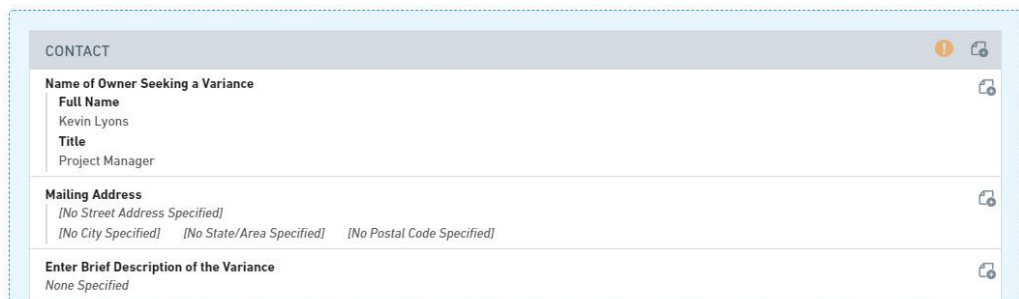 CONTACT
Name of Owner Seeking a Variance
Full Name
Kevin Lyons
Title
Project Manager
Mailing Address
[No Street Address Specified]
[No City Specified] [No State/Area Specified] [No Postal Code Specified]
Enter Brief Description of the Variance
None Specified